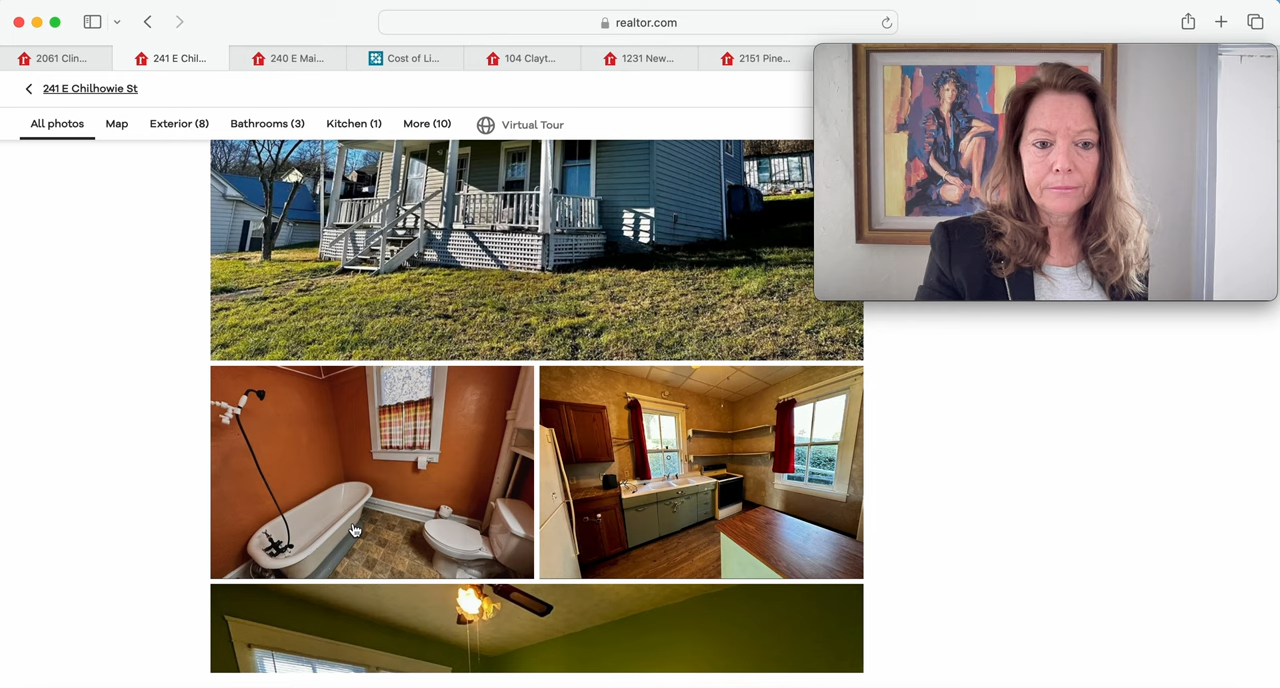 realtor.com
2061 Clin...
241 E Chil...
240 E Mai...
Cost of Li...
104 Clayt...
1231 New...
2151 Pine...
241 E Chilhowie St
All photos
Map
Exterior (8)
Bathrooms (3)
Kitchen (1)
More (10)
Virtual Tour